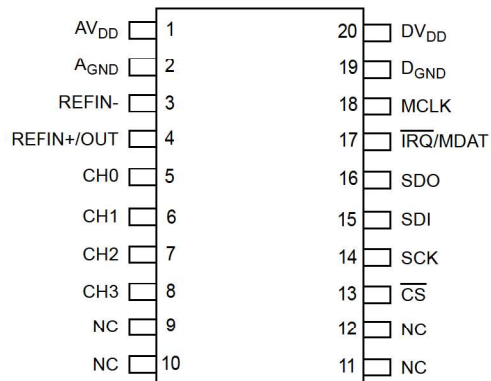 AVDD 1 20 DVDD
AGND 2 19 DGND
REFIN- 3 18 MCLK
REFIN+/OUT 4 17 IRQ/MDAT
CH0 5 16 SDO
CH1 6 15 SDI
CH2 7 14 SCK
CH3 8 13 CS
NC 9 12 NC
NC 10 11 NC